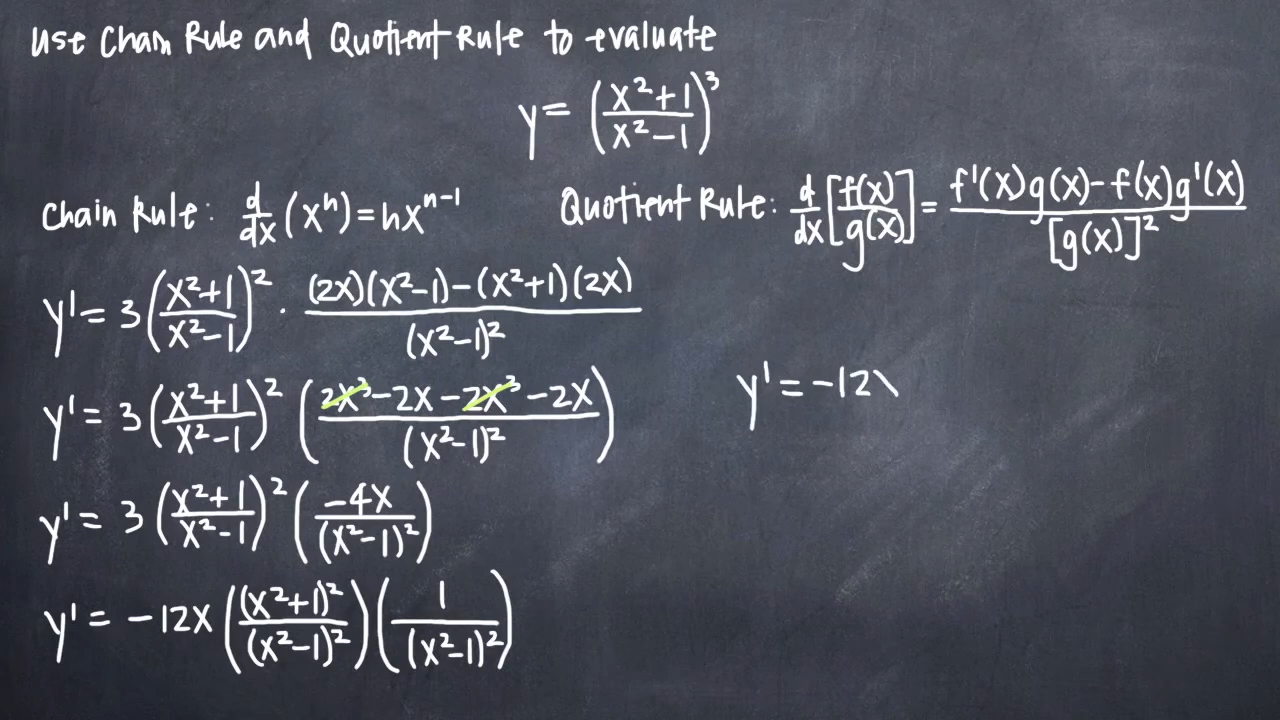 Use Chain Rule and Quotient Rule to evaluate
y = ((x²+1)/(x²-1))³
Chain Rule: d/dx (xⁿ) = nxⁿ⁻¹
Quotient Rule: d/dx [f(x)/g(x)] = (f'(x)g(x) - f(x)g'(x))/[g(x)]²
y' = 3((x²+1)/(x²-1))² · ((2x)(x²-1) - (x²+1)(2x))/(x²-1)²
y' = 3((x²+1)/(x²-1))² ((2x³ - 2x - 2x³ - 2x)/(x²-1)²)
y' = 3((x²+1)/(x²-1))² (-4x/(x²-1)²)
y' = -12x((x²+1)²/(x²-1)²)(1/(x²-1)²)
y' = -12